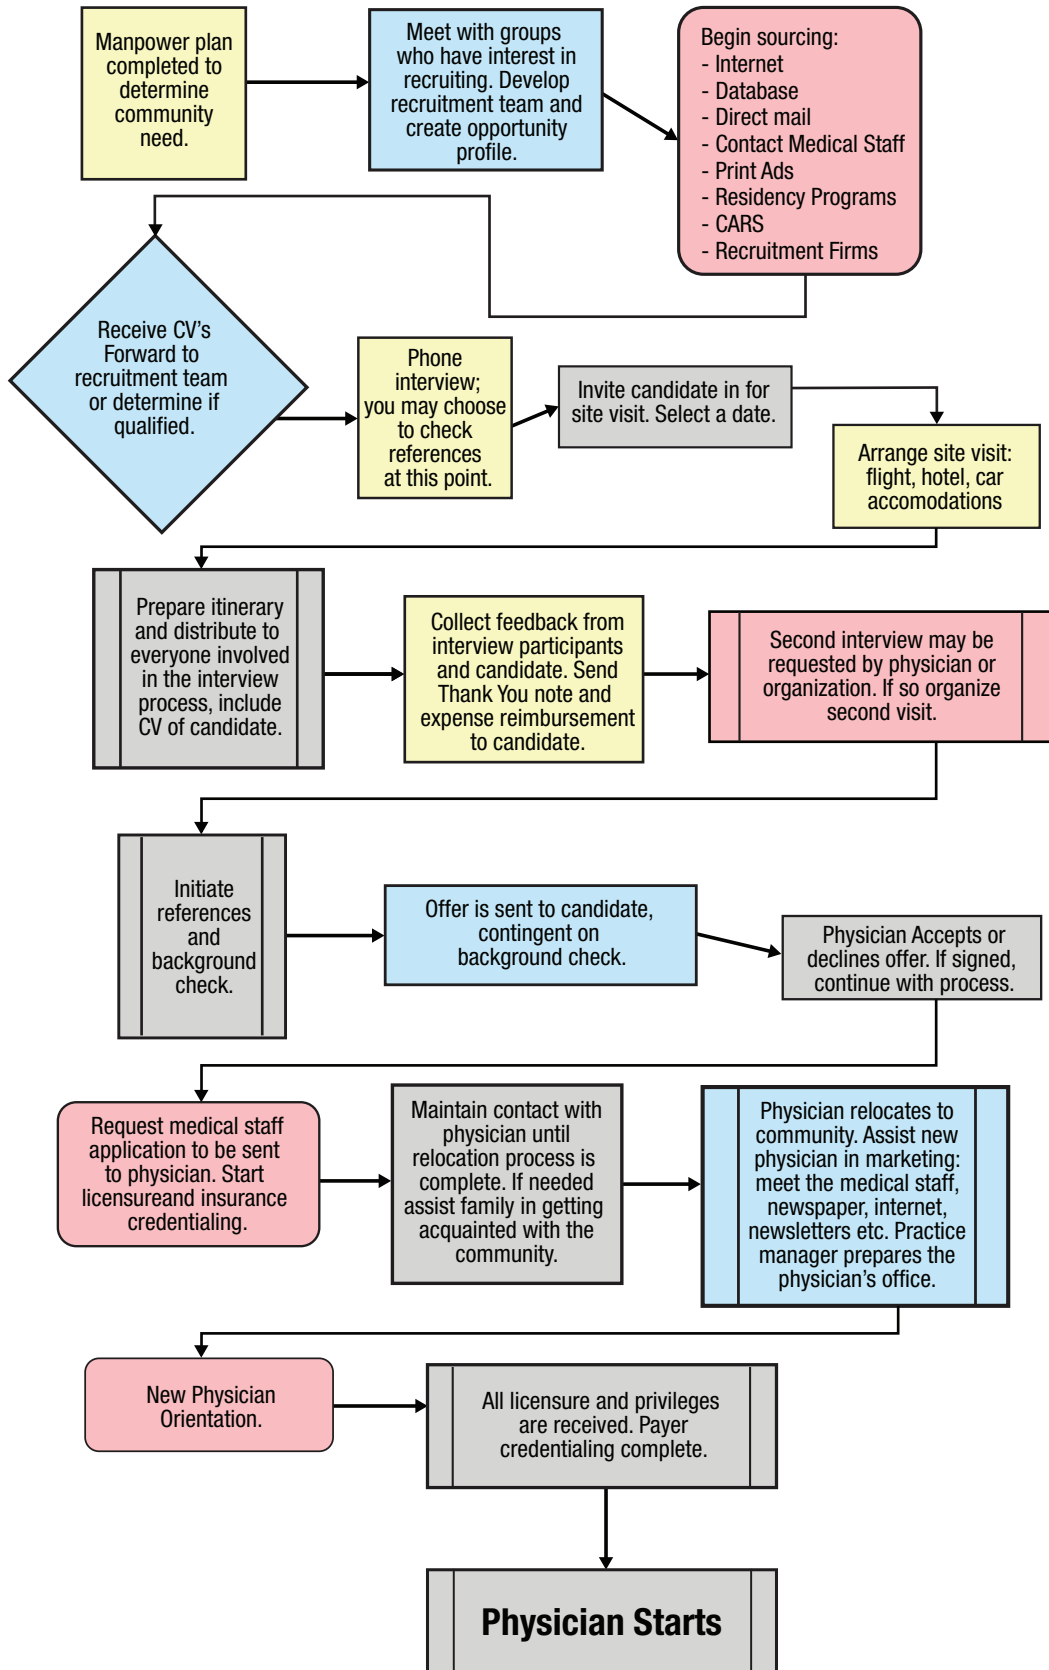 Manpower plan
completed to
determine
community
need.
Meet with groups
who have interest in
recruiting. Develop
recruitment team and
create opportunity
profile.
Begin sourcing:
- Internet
- Database
- Direct mail
- Contact Medical Staff
- Print Ads
- Residency Programs
- CARS
- Recruitment Firms
Receive CV's
Forward to
recruitment team
or determine if
qualified.
Phone
interview;
you may choose
to check
references
at this point.
Invite candidate in for
site visit. Select a date.
Arrange site visit:
flight, hotel, car
accomodations
Prepare itinerary
and distribute to
everyone involved
in the interview
process, include
CV of candidate.
Collect feedback from
interview participants
and candidate. Send
Thank You note and
expense reimbursement
to candidate.
Second interview may be
requested by physician or
organization. If so organize
second visit.
Initiate
references
and
background
check.
Offer is sent to candidate,
contingent on
background check.
Physician Accepts or
declines offer. If signed,
continue with process.
Request medical staff
application to be sent
to physician. Start
licensureand insurance
credentialing.
Maintain contact with
physician until
relocation process is
complete. If needed
assist family in getting
acquainted with the
community.
Physician relocates to
community. Assist new
physician in marketing:
meet the medical staff,
newspaper, internet,
newsletters etc. Practice
manager prepares the
physician's office.
New Physician
Orientation.
All licensure and privileges
are received. Payer
credentialing complete.
Physician Starts